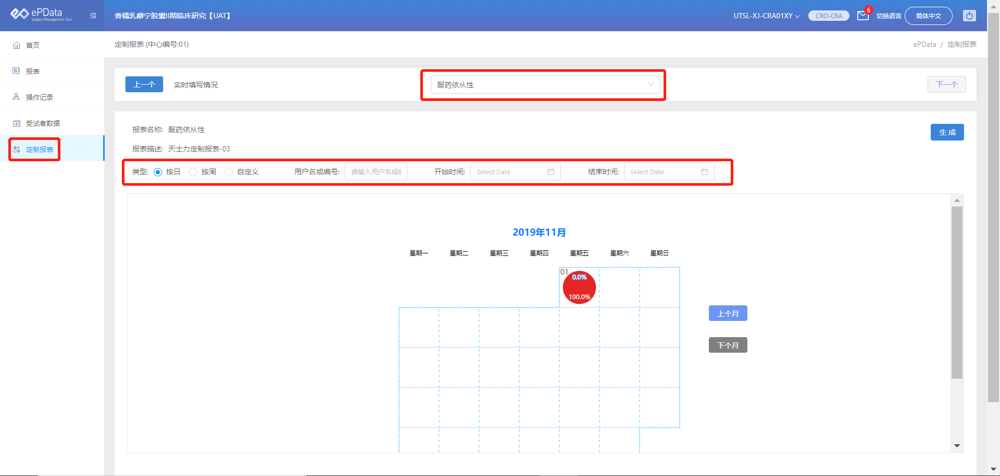 ePData
Subject Management Tool
香橘乳癖宁胶囊II期临床研究【UAT】
UTSL-XJ-CRA01XY
CRO-CRA
6
切换语言
简体中文
首页
报表
操作记录
受试者数据
定制报表
定制报表 (中心编号:01)
ePData / 定制报表
上一个
实时填写情况
服药依从性
下一个
报表名称: 服药依从性
生 成
报表描述: 天士力定制报表-03
类型: 按日 按周 自定义
用户名或编号: 请输入用户名或编
开始时间: Select Date
结束时间: Select Date
2019年11月
星期一 星期二 星期三 星期四 星期五 星期六 星期日
01
0.0%
100.0%
上个月
下个月